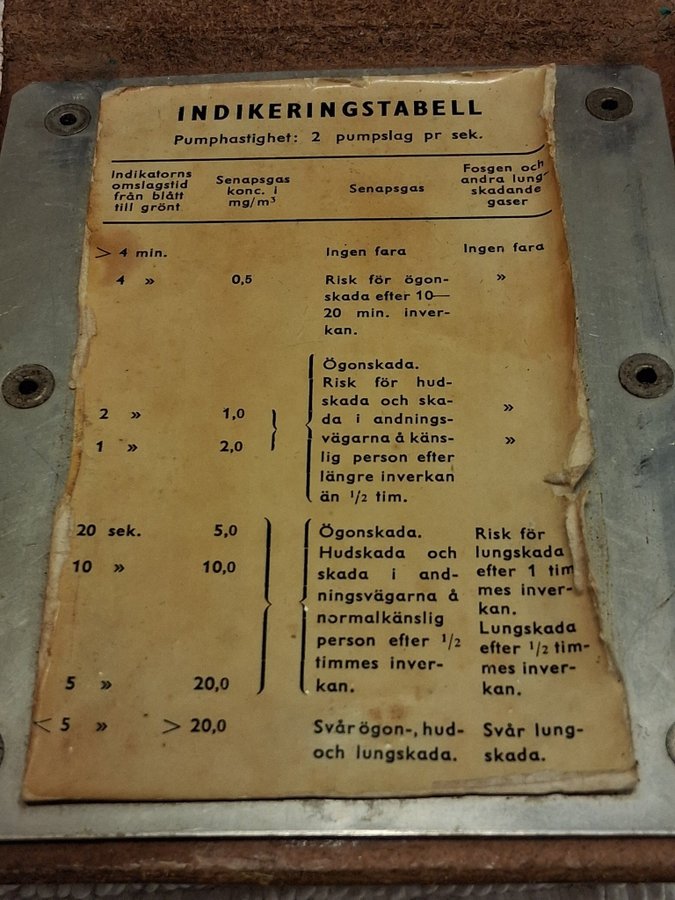 INDIKERINGSTABELL
Pumphastighet: 2 pumpslag pr sek.
Indikatorns
omslagstid
från blått
till grönt
Senapsgas
konc. i
mg/m³
Senapsgas
Fosgen och
andra lung-
skadande
gaser
> 4 min.
Ingen fara
Ingen fara
4 »
0,5
Risk för ögon-
skada efter 10—
20 min. inver-
kan.
»
2 »
1,0
1 »
2,0
Ögonskada.
Risk för hud-
skada och ska-
da i andnings-
vägarna å käns-
lig person efter
längre inverkan
än 1/2 tim.
»
»
20 sek.
5,0
10 »
10,0
5 »
20,0
Ögonskada.
Hudskada och
skada i and-
ningsvägarna å
normalkänslig
person efter 1/2
timmes inver-
kan.
Risk för
lungskada
efter 1 tim
mes inver-
kan.
Lungskada
efter 1/2 tim-
mes inver-
kan.
< 5 »
> 20,0
Svår ögon-, hud-
och lungskada.
Svår lung-
skada.